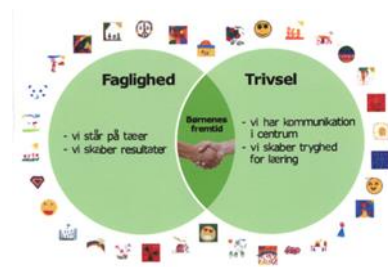 Faglighed
- vi står på tæer
- vi skaber resultater
Børnenes
fremtid
Trivsel
- vi har kommunikation
i centrum
- vi skaber tryghed
for læring